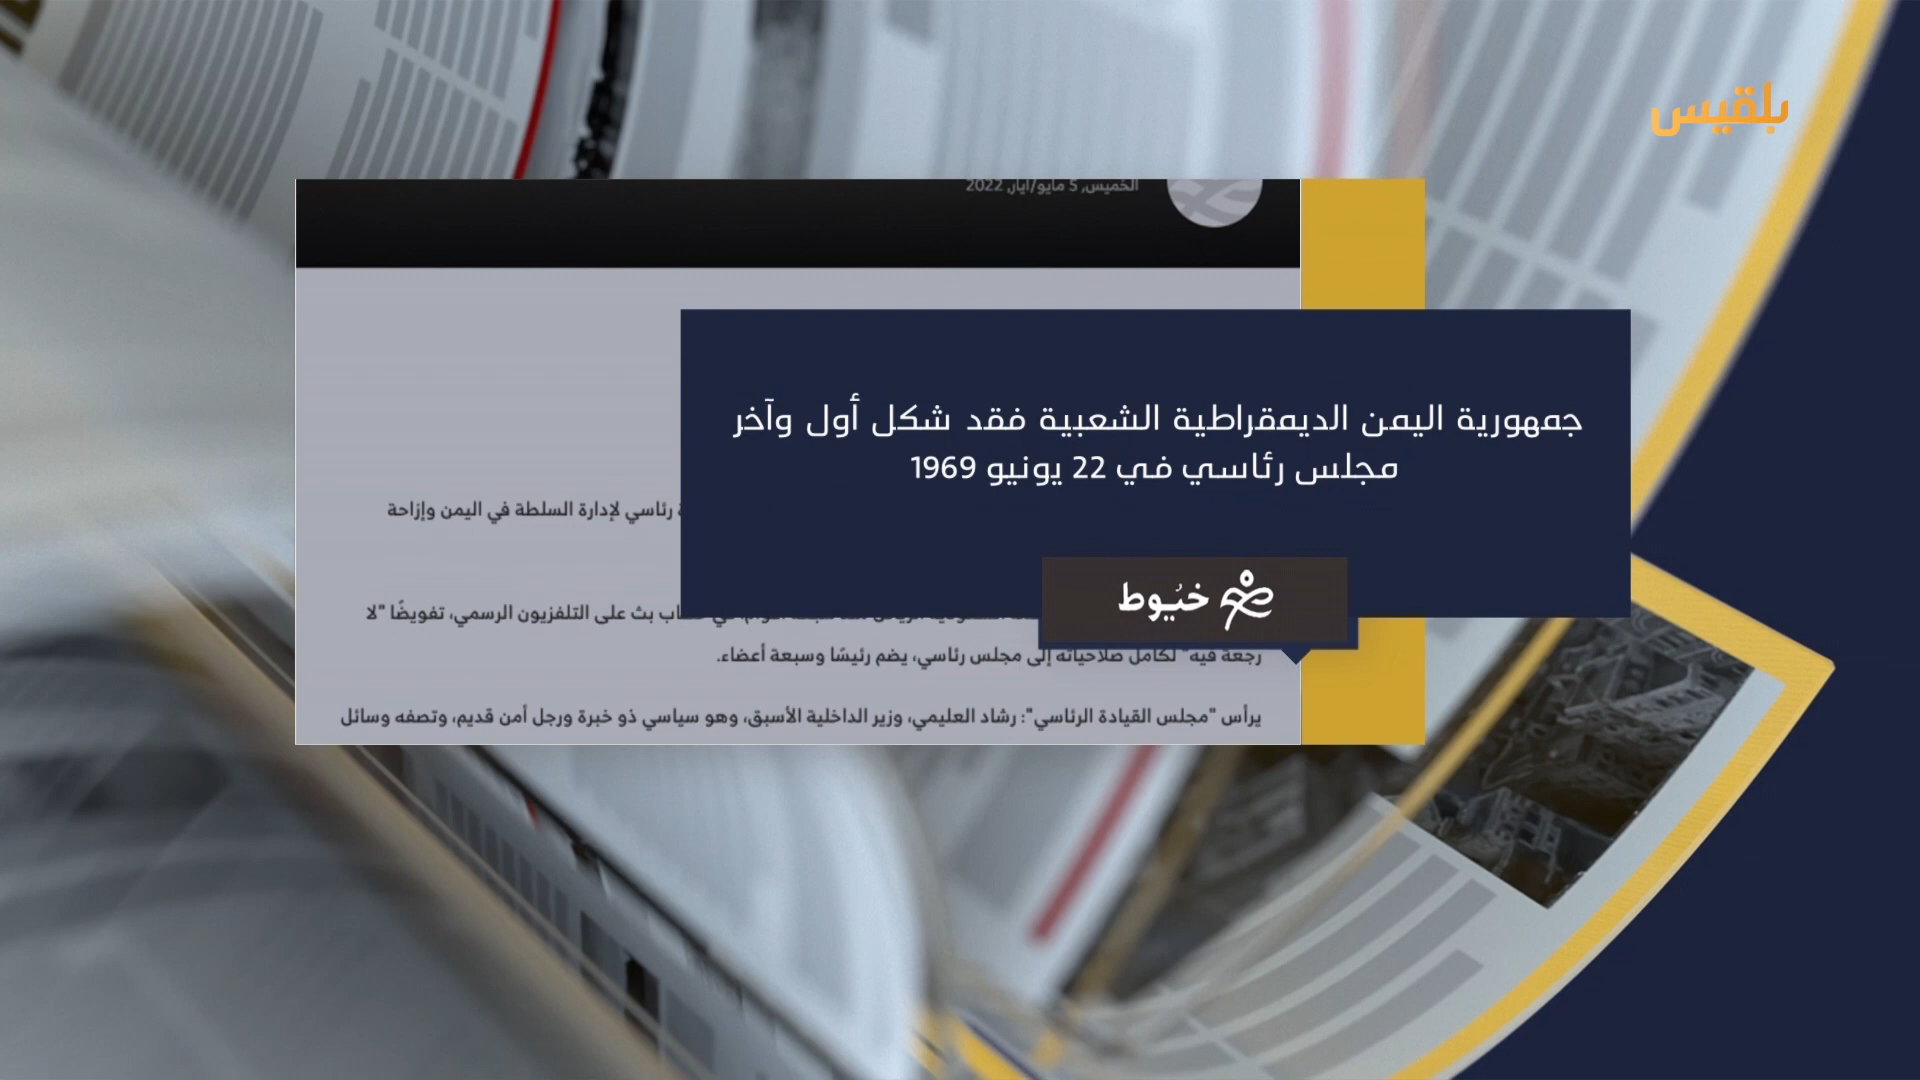 بلقيس
الخميس, 5 مايو/أيار, 2022
جمهورية اليمن الديمقراطية الشعبية فقد شكل أول وآخر
مجلس رئاسي في 22 يونيو 1969
رئاسي لإدارة السلطة في اليمن وإزاحة
خيُوط
بث على التلفزيون الرسمي، تفويضًا "لا
رجعة فيه" لكامل صلاحياته إلى مجلس رئاسي، يضم رئيسًا وسبعة أعضاء.
يرأس "مجلس القيادة الرئاسي": رشاد العليمي، وزير الداخلية الأسبق، وهو سياسي ذو خبرة ورجل أمن قديم، وتصفه وسائل